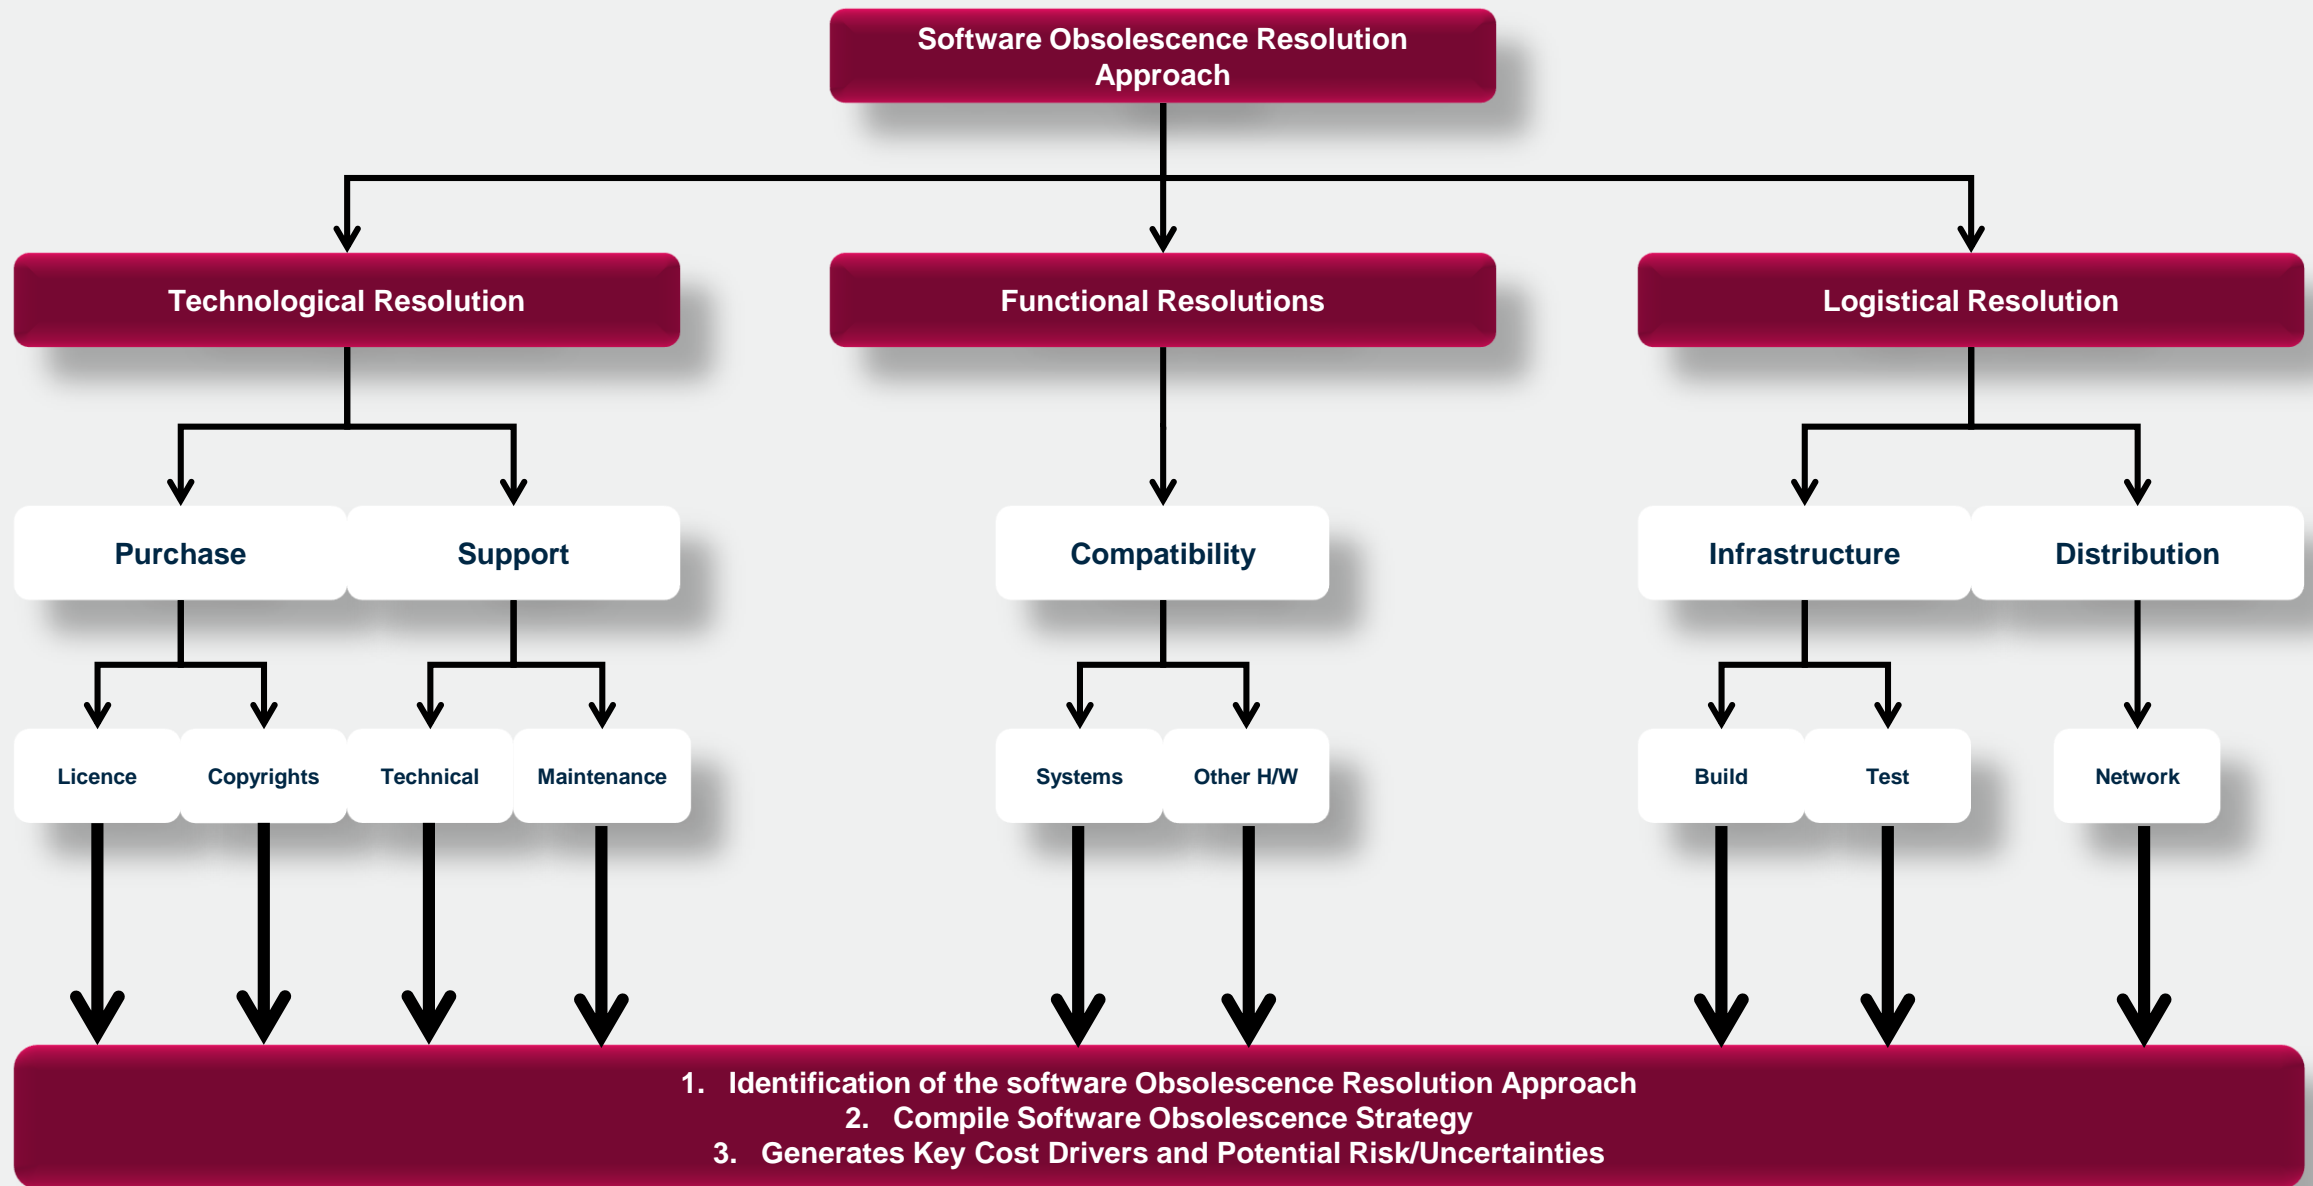 Software Obsolescence Resolution
Approach
Technological Resolution
Functional Resolutions
Logistical Resolution
Purchase
Support
Compatibility
Infrastructure
Distribution
Licence
Copyrights
Technical
Maintenance
Systems
Other H/W
Build
Test
Network
1. Identification of the software Obsolescence Resolution Approach
2. Compile Software Obsolescence Strategy
3. Generates Key Cost Drivers and Potential Risk/Uncertainties